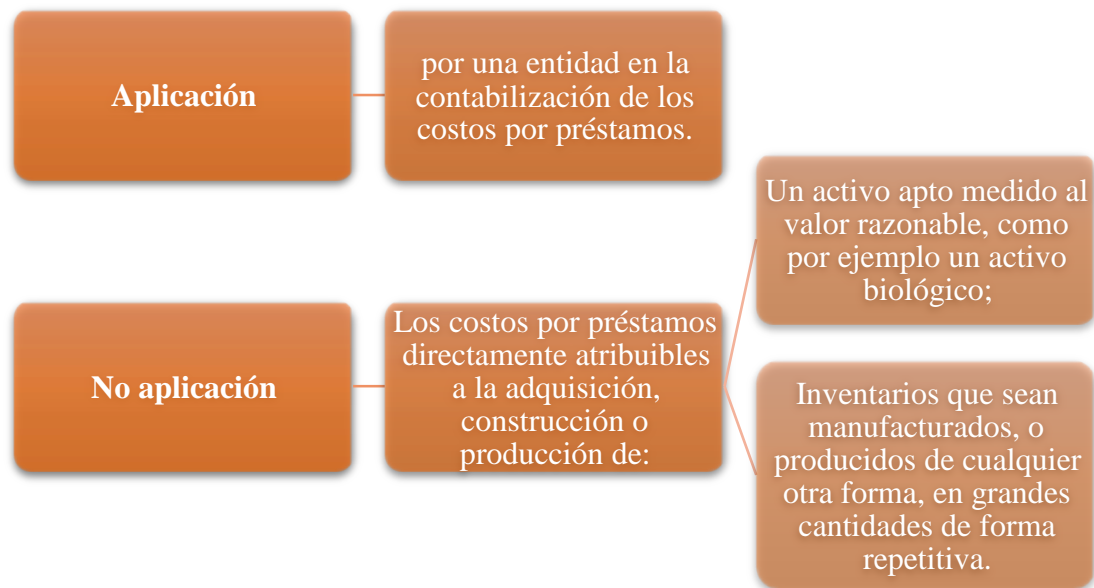 Aplicación
por una entidad en la
contabilización de los
costos por préstamos.
No aplicación
Los costos por préstamos
directamente atribuibles
a la adquisición,
construcción o
producción de:
Un activo apto medido al
valor razonable, como
por ejemplo un activo
biológico;
Inventarios que sean
manufacturados, o
producidos de cualquier
otra forma, en grandes
cantidades de forma
repetitiva.